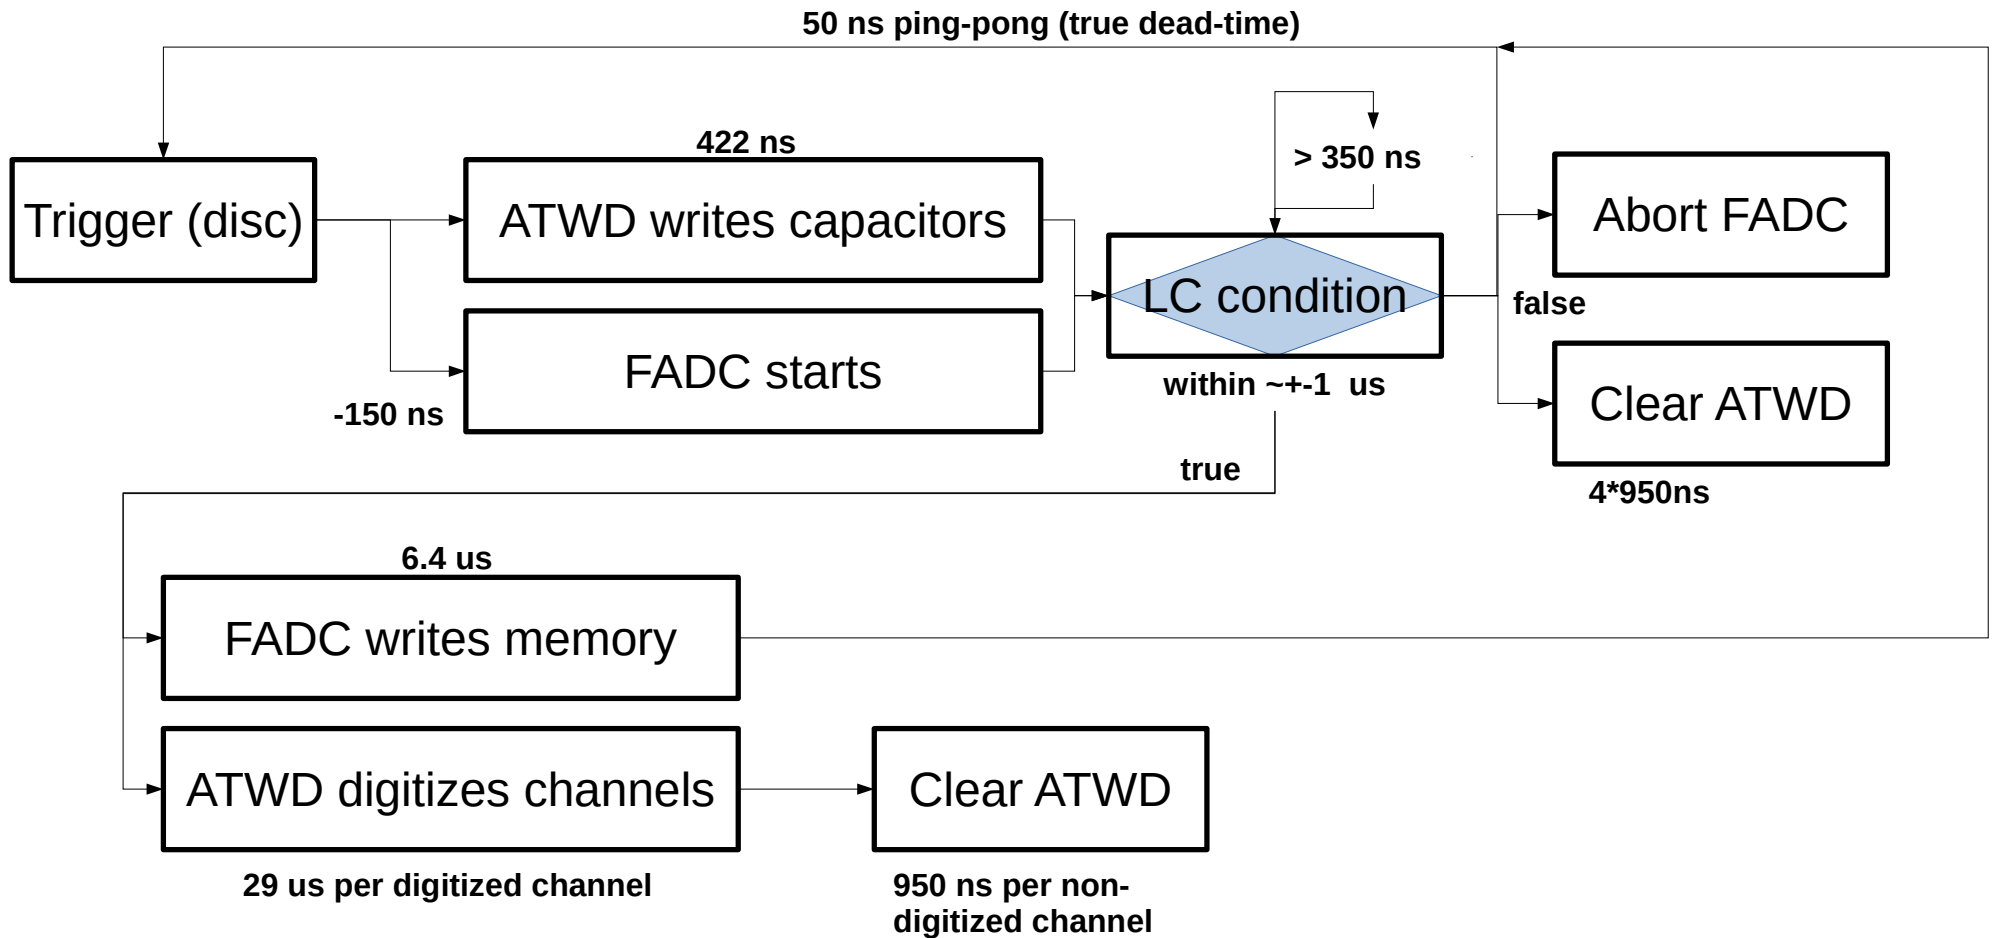 50 ns ping-pong (true dead-time)
422 ns
> 350 ns
Trigger (disc)
ATWD writes capacitors
Abort FADC
LC condition
false
FADC starts
within ~+-1  us
-150 ns
Clear ATWD
true
4*950ns
6.4 us
FADC writes memory
ATWD digitizes channels
Clear ATWD
29 us per digitized channel
950 ns per non-
digitized channel